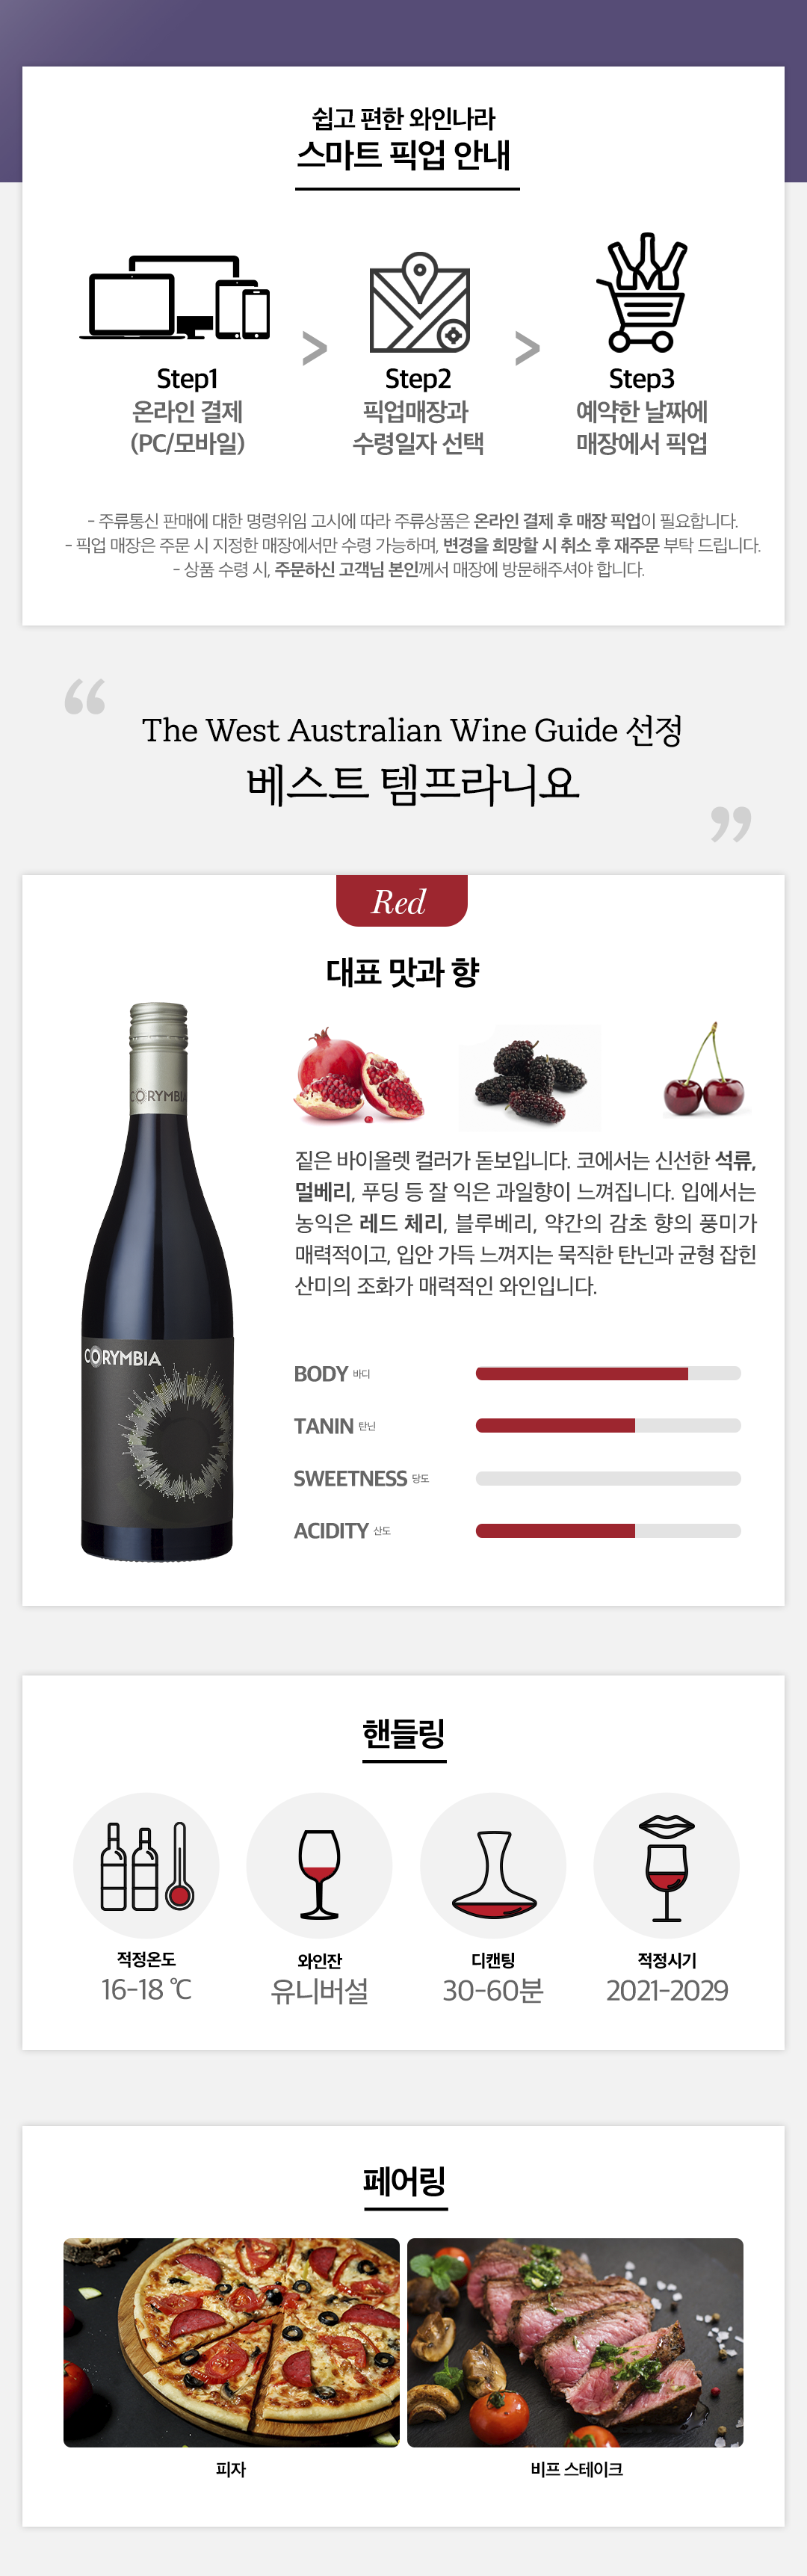 쉽고 편한 와인나라
스마트 픽업 안내
Step1
온라인 결제
(PC/모바일)
>
Step2
픽업매장과
수령일자 선택
>
Step3
예약한 날짜에
매장에서 픽업
- 주류통신 판매에 대한 명령위임 고시에 따라 주류상품은 온라인 결제 후 매장 픽업이 필요합니다.
- 픽업 매장은 주문 시 지정한 매장에서만 수령 가능하며, 변경을 희망할 시 취소 후 재주문 부탁 드립니다.
- 상품 수령 시, 주문하신 고객님 본인께서 매장에 방문해주셔야 합니다.
“
The West Australian Wine Guide 선정
베스트 템프라니요
”
Red
대표 맛과 향
CORYMBIA
짙은 바이올렛 컬러가 돋보입니다. 코에서는 신선한 석류,
멀베리, 푸딩 등 잘 익은 과일향이 느껴집니다. 입에서는
농익은 레드 체리, 블루베리, 약간의 감초 향의 풍미가
매력적이고, 입안 가득 느껴지는 묵직한 탄닌과 균형 잡힌
산미의 조화가 매력적인 와인입니다.
CORYMBIA
BODY 바디
TANIN 탄닌
SWEETNESS 당도
ACIDITY 산도
핸들링
적정온도
16-18 ℃
와인잔
유니버설
디캔팅
30-60분
적정시기
2021-2029
페어링
피자
비프 스테이크